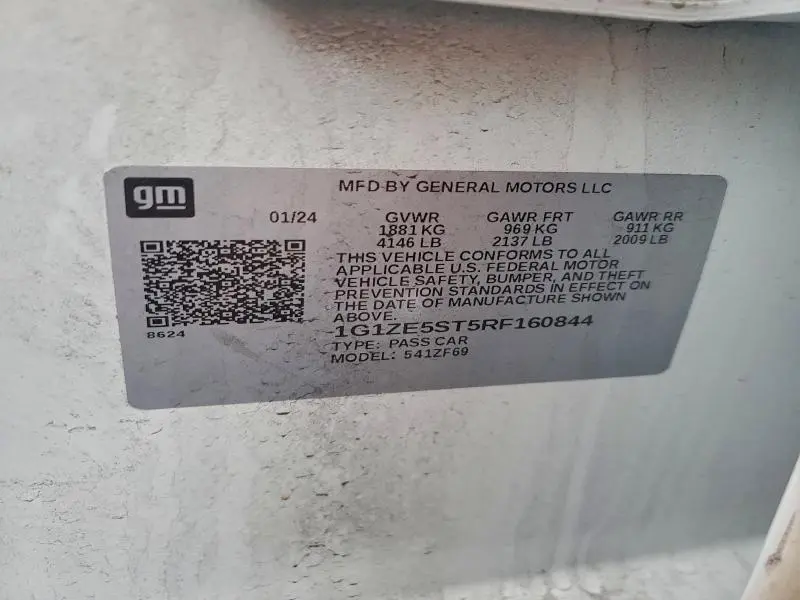 gm
MFD BY GENERAL MOTORS LLC
01/24 GVWR GAWR FRT GAWR RR
1881 KG 969 KG 911 KG
4146 LB 2137 LB 2009 LB
THIS VEHICLE CONFORMS TO ALL
APPLICABLE U.S. FEDERAL MOTOR
VEHICLE SAFETY, BUMPER, AND THEFT
PREVENTION STANDARDS IN EFFECT ON
THE DATE OF MANUFACTURE SHOWN
ABOVE.
8624
1G1ZE5ST5RF160844
TYPE: PASS CAR
MODEL: 541ZF69